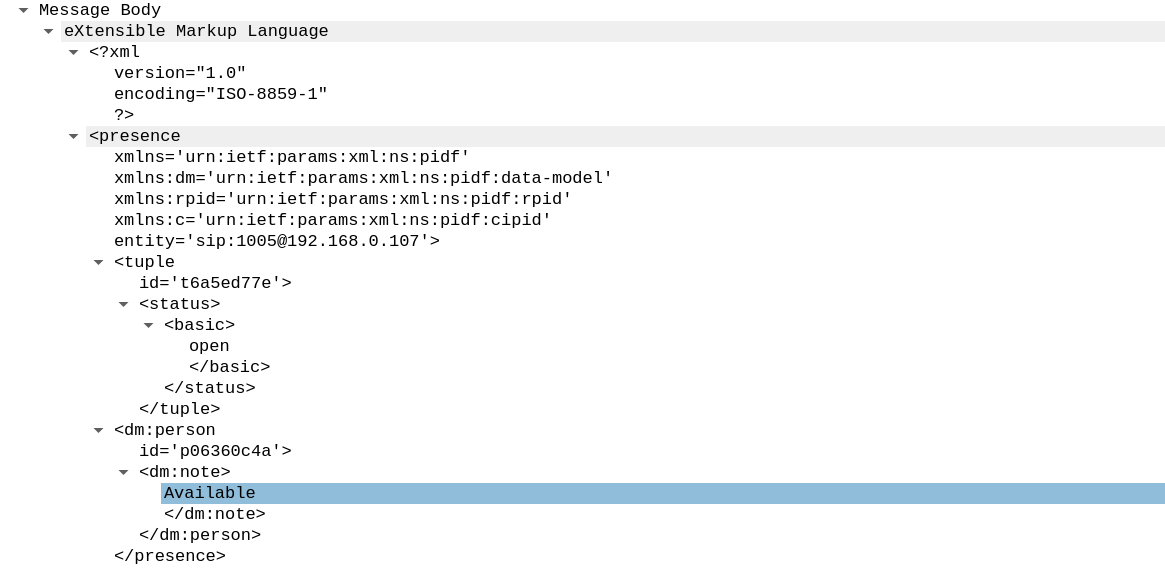 Message Body
eXtensible Markup Language
<?xml
version="1.0"
encoding="ISO-8859-1"
?>
<presence
xmlns='urn:ietf:params:xml:ns:pidf'
xmlns:dm='urn:ietf:params:xml:ns:pidf:data-model'
xmlns:rpid='urn:ietf:params:xml:ns:pidf:rpid'
xmlns:c='urn:ietf:params:xml:ns:pidf:cipid'
entity='sip:1005@192.168.0.107'>
<tuple
id='t6a5ed77e'>
<status>
<basic>
open
</basic>
</status>
</tuple>
<dm:person
id='p06360c4a'>
<dm:note>
Available
</dm:note>
</dm:person>
</presence>